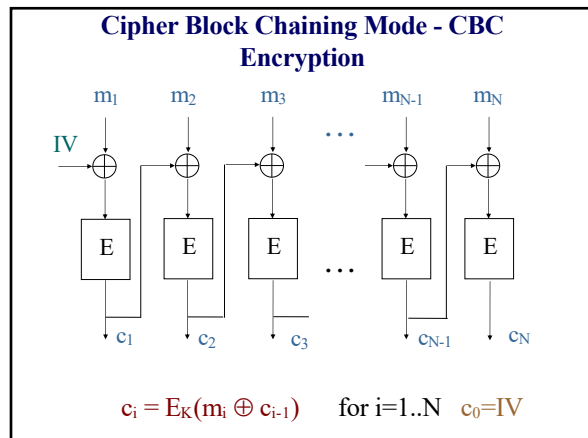 Cipher Block Chaining Mode - CBC
Encryption
m1 m2 m3 mN-1 mN
IV
...
E E E E E
...
c1 c2 c3 cN-1 cN
ci = EK(mi ⊕ ci-1) for i=1..N c0=IV